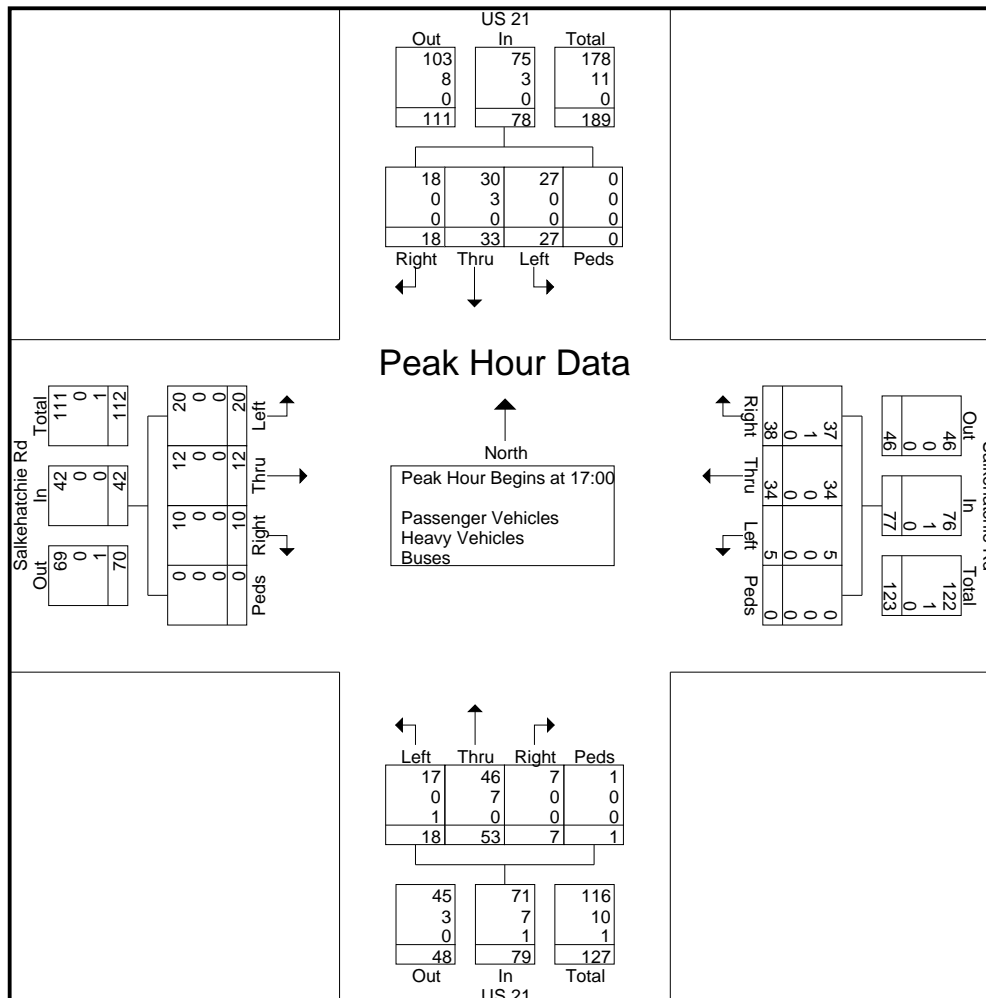 US 21
Out In Total
103 75 178
8 3 11
0 0 0
111 78 189
18 30 27 0
0 3 0 0
0 0 0 0
18 33 27 0
Right Thru Left Peds
Peak Hour Data
North
Peak Hour Begins at 17:00
Passenger Vehicles
Heavy Vehicles
Buses
Salkehatchie Rd
Out In Total
69 42 111
0 0 0
1 0 1
70 42 112
Peds Right Thru Left
0 10 12 20
0 0 0 0
0 0 0 0
0 10 12 20
Out In Total
46 76 122
0 1 1
0 0 0
46 77 123
37 34 5 0
1 0 0 0
0 0 0 0
38 34 5 0
Right Thru Left Peds
Left Thru Right Peds
17 46 7 1
0 7 0 0
1 0 0 0
18 53 7 1
45 71 116
3 7 10
0 1 1
48 79 127
Out In Total
US 21